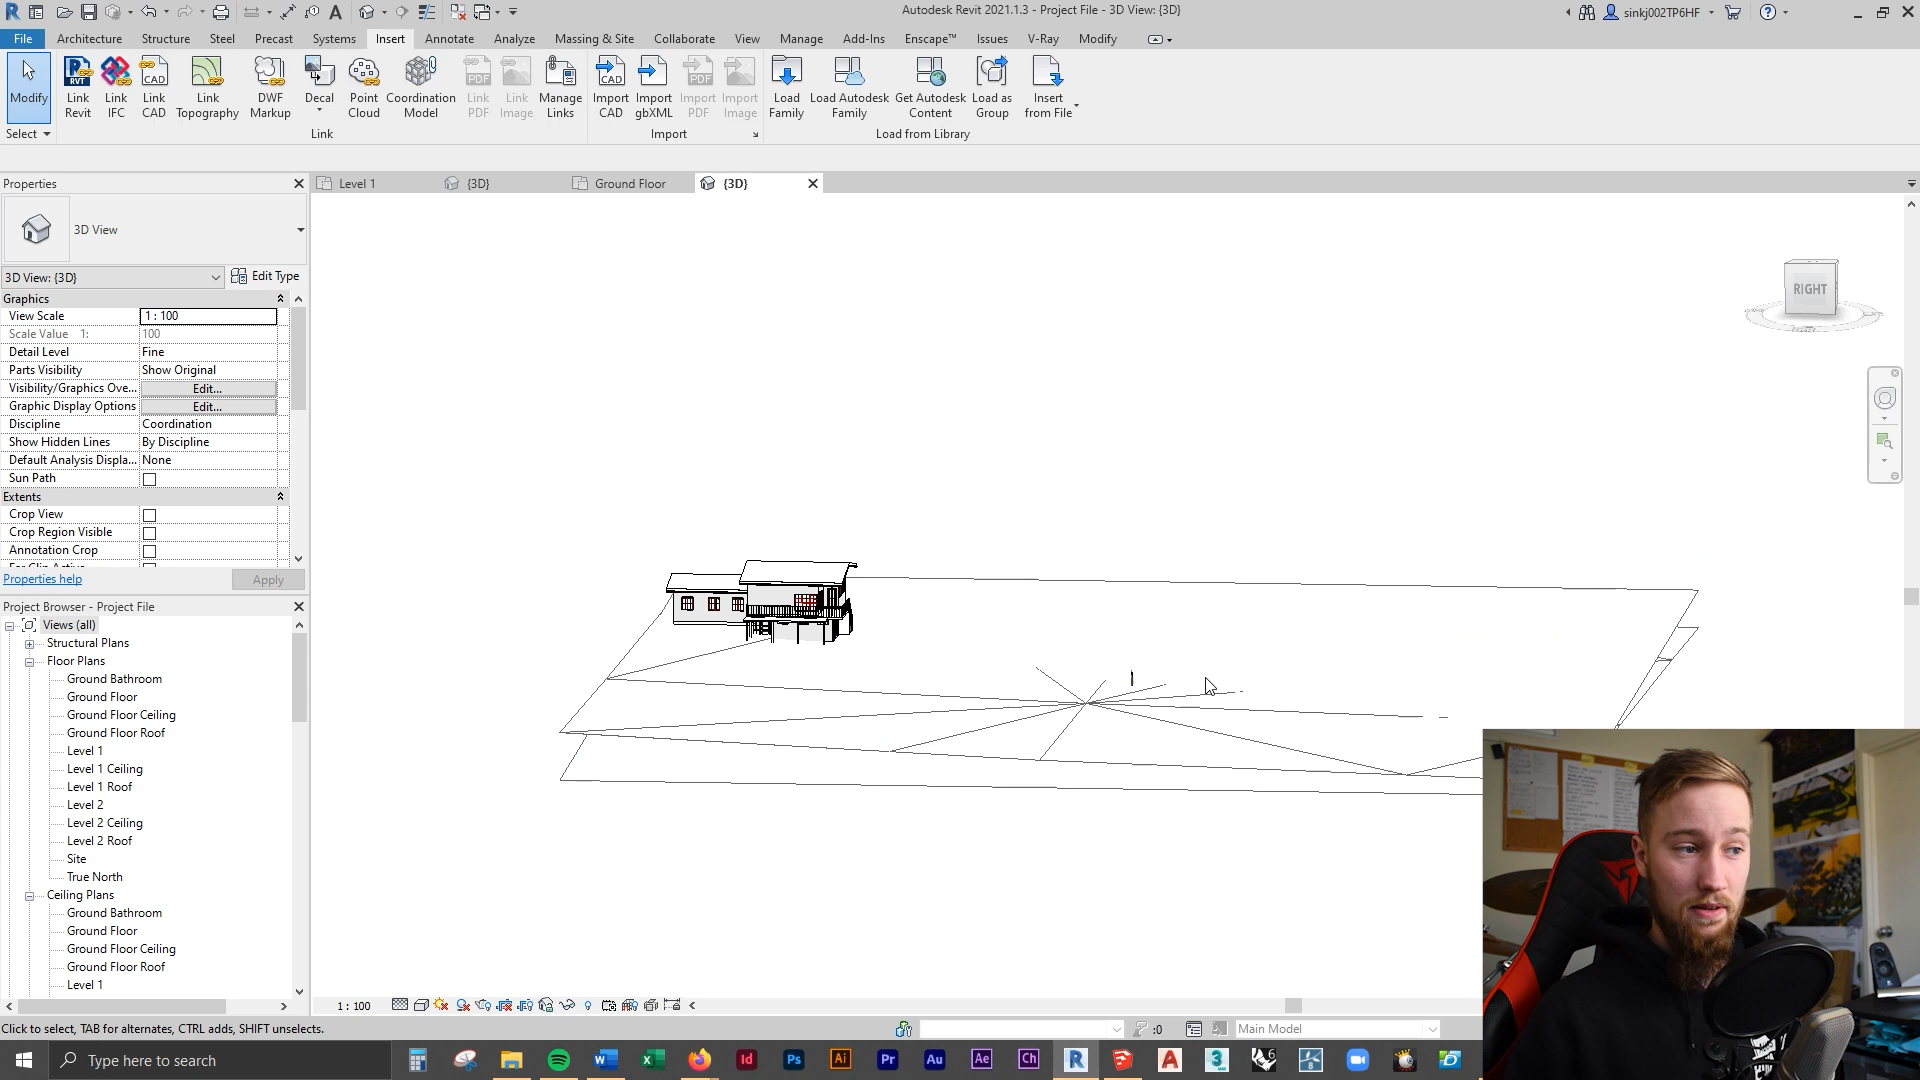 Autodesk Revit 2021.1.3 - Project File - 3D View: {3D}
sinkj002TP6HF
File Architecture Structure Steel Precast Systems Insert Annotate Analyze Massing & Site Collaborate View Manage Add-Ins Enscape™ Issues V-Ray Modify
Modify
Link Revit
Link IFC
Link CAD
Link Topography
DWF Markup
Decal
Point Cloud
Coordination Model
Link PDF
Link Image
Manage Links
Import CAD
Import gbXML
Import PDF
Import Image
Load Family
Load Autodesk Family
Get Autodesk Content
Load as Group
Insert from File
Select Link Import Load from Library
Properties
Level 1 {3D} Ground Floor {3D}
3D View
3D View: {3D} Edit Type
Graphics
View Scale 1 : 100
Scale Value 1: 100
Detail Level Fine
Parts Visibility Show Original
Visibility/Graphics Ove... Edit...
Graphic Display Options Edit...
Discipline Coordination
Show Hidden Lines By Discipline
Default Analysis Displa... None
Sun Path
Extents
Crop View
Crop Region Visible
Annotation Crop
Properties help Apply
Project Browser - Project File
Views (all)
Structural Plans
Floor Plans
Ground Bathroom
Ground Floor
Ground Floor Ceiling
Ground Floor Roof
Level 1
Level 1 Ceiling
Level 1 Roof
Level 2
Level 2 Ceiling
Level 2 Roof
Site
True North
Ceiling Plans
Ground Bathroom
Ground Floor
Ground Floor Ceiling
Ground Floor Roof
Level 1
RIGHT
1 : 100
Click to select, TAB for alternates, CTRL adds, SHIFT unselects.
:0
Main Model
Type here to search